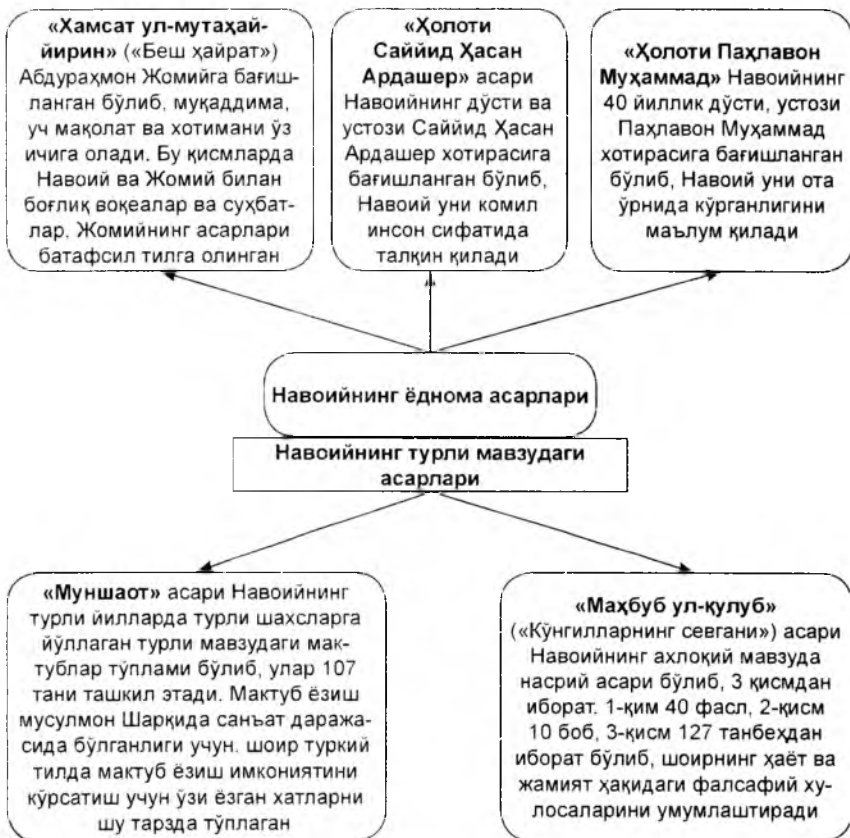 «Хамсат ул-мутаҳай-
йирин» («Беш ҳайрат»)
Абдураҳмон Жомийга бағиш-
ланган бўлиб, муқаддима,
уч мақолат ва хотимани ўз
ичига олади. Бу қисмларда
Навоий ва Жомий билан
боғлиқ воқеалар ва суҳбат-
лар. Жомийнинг асарлари
батафсил тилга олинган
«Ҳолоти
Саййид Ҳасан
Ардашер» асари
Навоийнинг дўсти ва
устози Саййид Ҳасан
Ардашер хотирасига
бағишланган бўлиб,
Навоий уни комил
инсон сифатида
талқин қилади
«Ҳолоти Паҳлавон
Муҳаммад» Навоийнинг
40 йиллик дўсти, устози
Паҳлавон Муҳаммад
хотирасига бағишланган
бўлиб, Навоий уни ота
ўрнида кўрганлигини
маълум қилади
Навоийнинг ёднома асарлари
Навоийнинг турли мавзудаги
асарлари
«Муншаот» асари Навоийнинг
турли йилларда турли шахсларга
йўллаган турли мавзудаги мак-
тублар тўплами бўлиб, улар 107
тани ташкил этади. Мактуб ёзиш
мусулмон Шарқида санъат даража-
сида бўлганлиги учун. шоир туркий
тилда мактуб ёзиш имкониятини
кўрсатиш учун ўзи ёзган хатларни
шу тарзда тўплаган
«Маҳбуб ул-қулуб»
(«Кўнгилларнинг севгани») асари
Навоийнинг ахлоқий мавзуда
насрий асари бўлиб, 3 қисмдан
иборат. 1-қим 40 фасл, 2-қисм
10 боб, 3-қисм 127 танбеҳдан
иборат бўлиб, шоирнинг ҳаёт ва
жамият ҳақидаги фалсафий ху-
лосаларини умумлаштиради